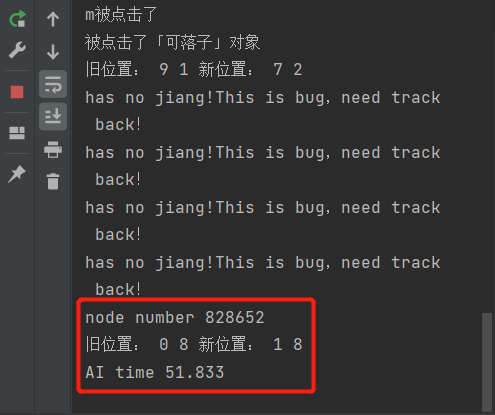 m被点击了
被点击了「可落子」对象
旧位置： 9 1 新位置： 7 2
has no jiang!This is bug, need track
back!
has no jiang!This is bug, need track
back!
has no jiang!This is bug, need track
back!
has no jiang!This is bug, need track
back!
node number 828652
旧位置： 0 8 新位置： 1 8
AI time 51.833